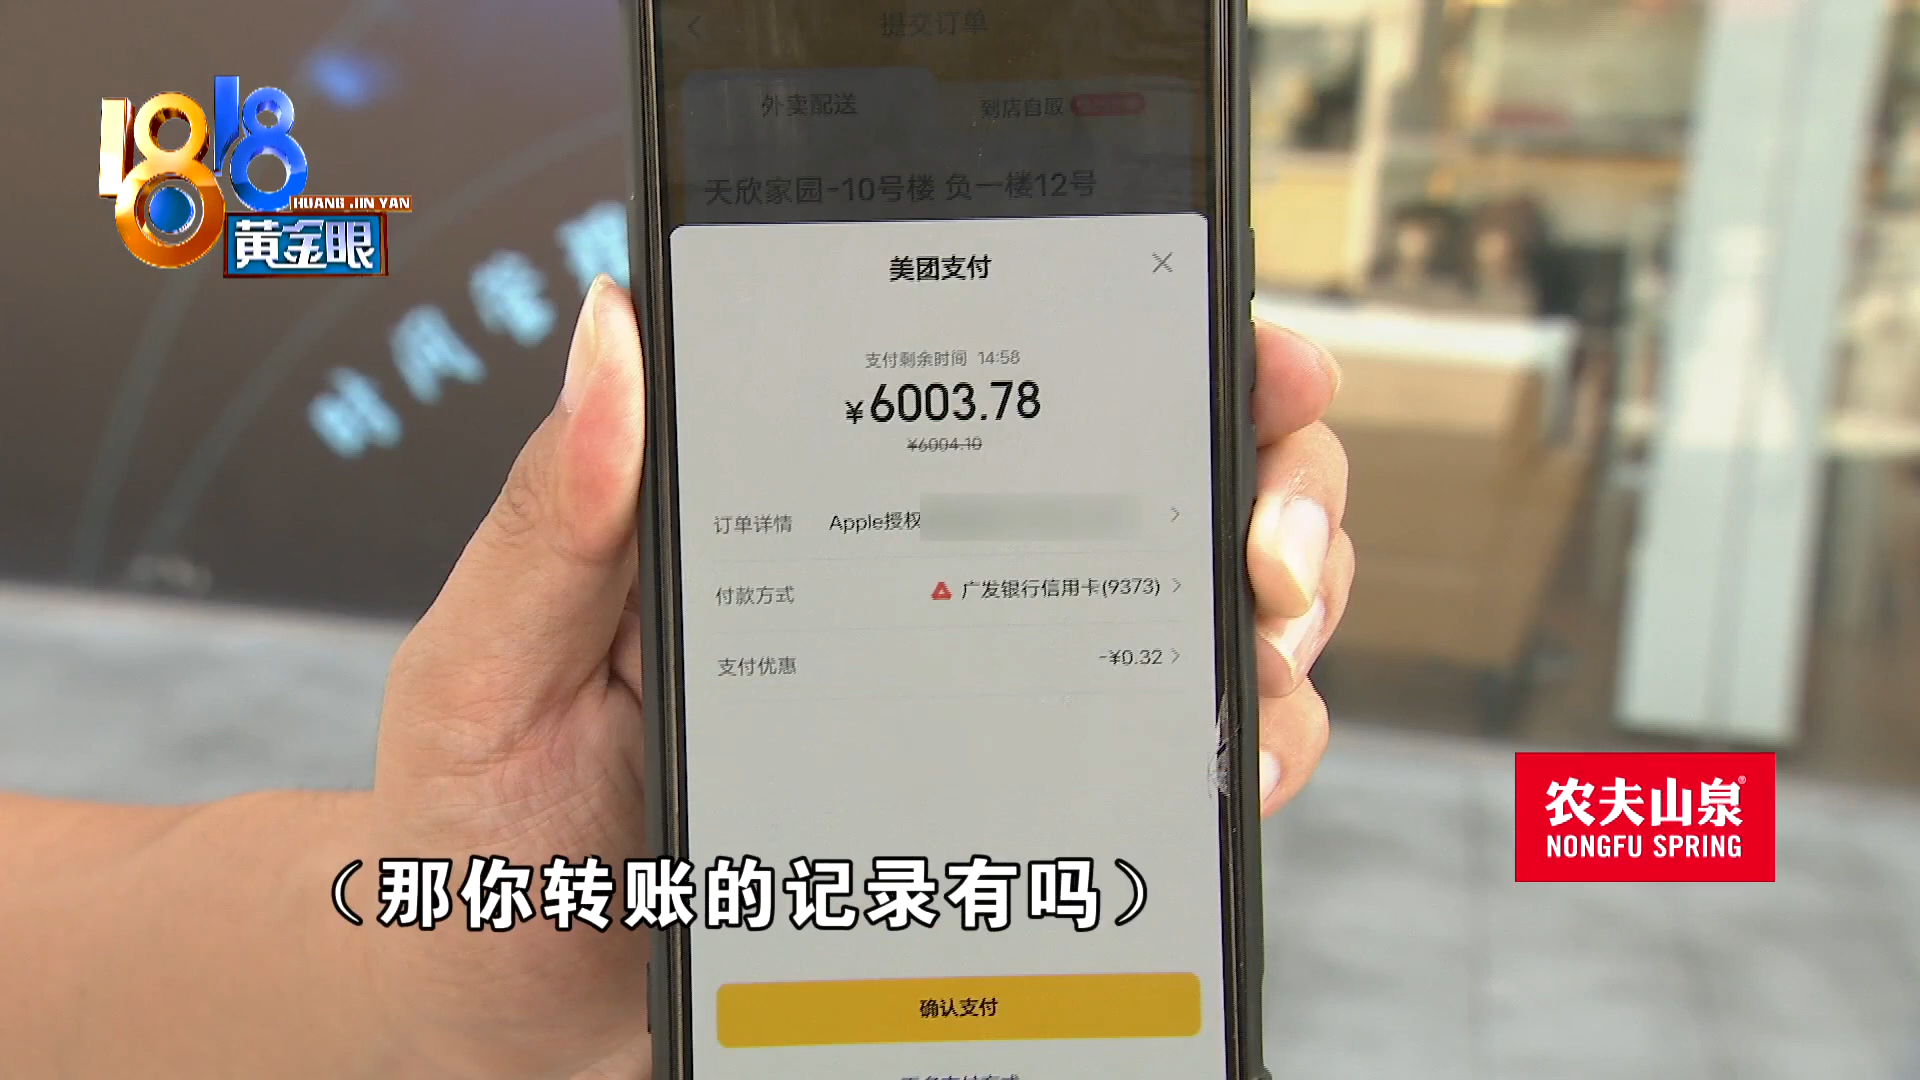 1818
HUANG JIN YAN
黄金眼
提交订单
外卖配送
到店自取
天欣家园-10号楼 负一楼12号
美团支付
支付剩余时间 14:58
¥6003.78
¥6004.10
订单详情 Apple授权
付款方式 广发银行信用卡(9373)
支付优惠 -¥0.32
农夫山泉®
NONGFU SPRING
（那你转账的记录有吗）
确认支付